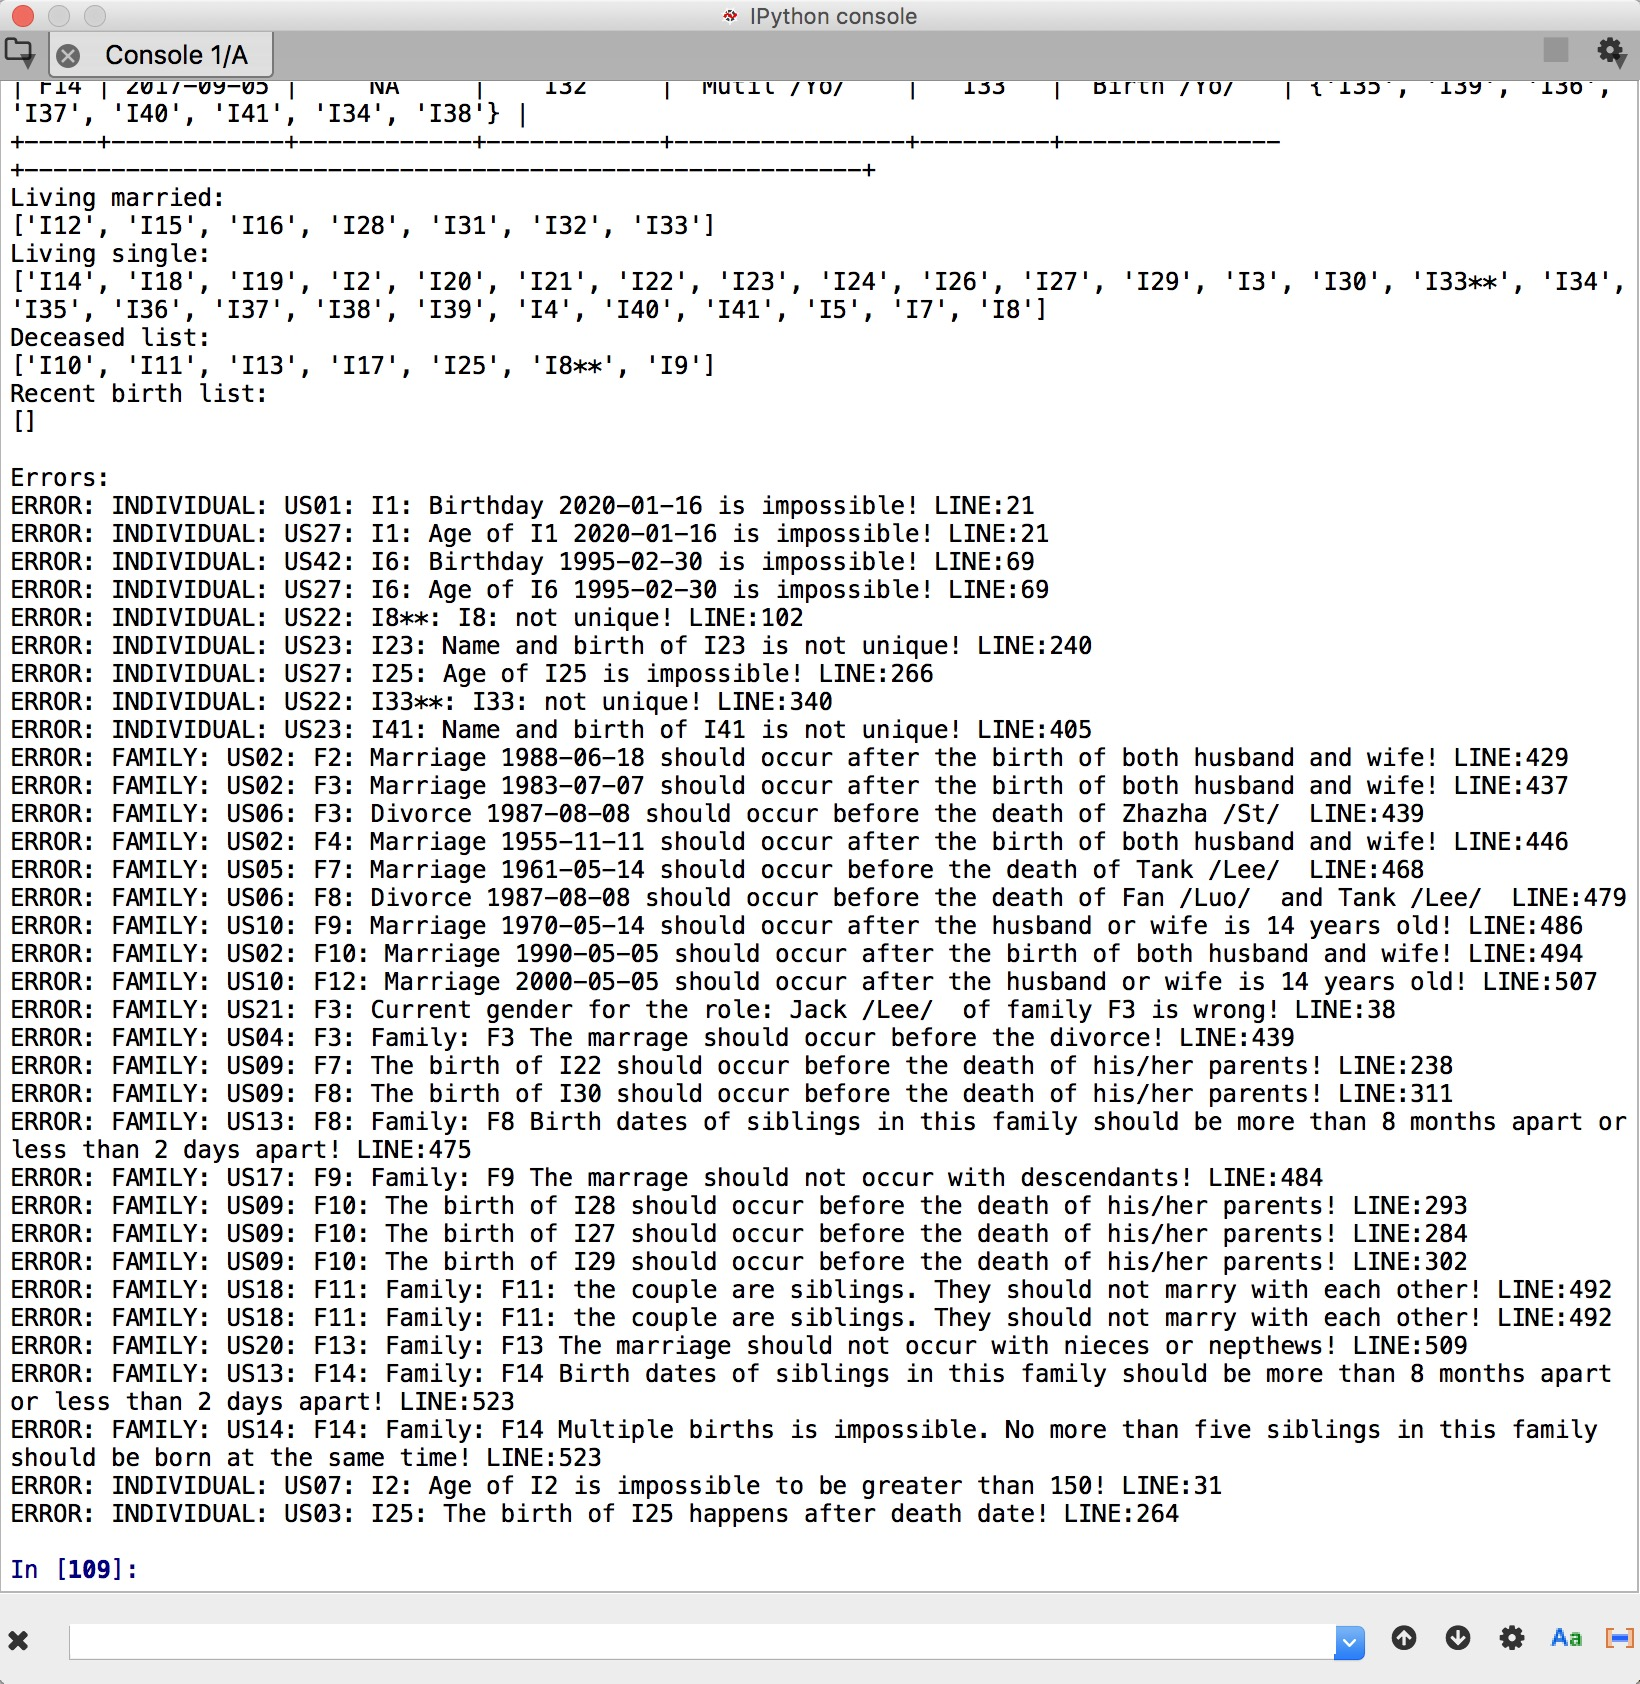 IPython console
Console 1/A
| F14 | 2017-09-05 |     NA     |    I32     |  Mutil /Yo/    |   I33   |  Birth /Yo/   | {'I35', 'I39', 'I36',
'I37', 'I40', 'I41', 'I34', 'I38'} |
+-----+------------+------------+------------+---------------+---------+---------------
+----------------------------------------------------------+
Living married:
['I12', 'I15', 'I16', 'I28', 'I31', 'I32', 'I33']
Living single:
['I14', 'I18', 'I19', 'I2', 'I20', 'I21', 'I22', 'I23', 'I24', 'I26', 'I27', 'I29', 'I3', 'I30', 'I33**', 'I34',
'I35', 'I36', 'I37', 'I38', 'I39', 'I4', 'I40', 'I41', 'I5', 'I7', 'I8']
Deceased list:
['I10', 'I11', 'I13', 'I17', 'I25', 'I8**', 'I9']
Recent birth list:
[]
Errors:
ERROR: INDIVIDUAL: US01: I1: Birthday 2020-01-16 is impossible! LINE:21
ERROR: INDIVIDUAL: US27: I1: Age of I1 2020-01-16 is impossible! LINE:21
ERROR: INDIVIDUAL: US42: I6: Birthday 1995-02-30 is impossible! LINE:69
ERROR: INDIVIDUAL: US27: I6: Age of I6 1995-02-30 is impossible! LINE:69
ERROR: INDIVIDUAL: US22: I8**: I8: not unique! LINE:102
ERROR: INDIVIDUAL: US23: I23: Name and birth of I23 is not unique! LINE:240
ERROR: INDIVIDUAL: US27: I25: Age of I25 is impossible! LINE:266
ERROR: INDIVIDUAL: US22: I33**: I33: not unique! LINE:340
ERROR: INDIVIDUAL: US23: I41: Name and birth of I41 is not unique! LINE:405
ERROR: FAMILY: US02: F2: Marriage 1988-06-18 should occur after the birth of both husband and wife! LINE:429
ERROR: FAMILY: US02: F3: Marriage 1983-07-07 should occur after the birth of both husband and wife! LINE:437
ERROR: FAMILY: US06: F3: Divorce 1987-08-08 should occur before the death of Zhazha /St/  LINE:439
ERROR: FAMILY: US02: F4: Marriage 1955-11-11 should occur after the birth of both husband and wife! LINE:446
ERROR: FAMILY: US05: F7: Marriage 1961-05-14 should occur before the death of Tank /Lee/  LINE:468
ERROR: FAMILY: US06: F8: Divorce 1987-08-08 should occur before the death of Fan /Luo/  and Tank /Lee/  LINE:479
ERROR: FAMILY: US10: F9: Marriage 1970-05-14 should occur after the husband or wife is 14 years old! LINE:486
ERROR: FAMILY: US02: F10: Marriage 1990-05-05 should occur after the birth of both husband and wife! LINE:494
ERROR: FAMILY: US10: F12: Marriage 2000-05-05 should occur after the husband or wife is 14 years old! LINE:507
ERROR: FAMILY: US21: F3: Current gender for the role: Jack /Lee/  of family F3 is wrong! LINE:38
ERROR: FAMILY: US04: F3: Family: F3 The marrage should occur before the divorce! LINE:439
ERROR: FAMILY: US09: F7: The birth of I22 should occur before the death of his/her parents! LINE:238
ERROR: FAMILY: US09: F8: The birth of I30 should occur before the death of his/her parents! LINE:311
ERROR: FAMILY: US13: F8: Family: F8 Birth dates of siblings in this family should be more than 8 months apart or
less than 2 days apart! LINE:475
ERROR: FAMILY: US17: F9: Family: F9 The marrage should not occur with descendants! LINE:484
ERROR: FAMILY: US09: F10: The birth of I28 should occur before the death of his/her parents! LINE:293
ERROR: FAMILY: US09: F10: The birth of I27 should occur before the death of his/her parents! LINE:284
ERROR: FAMILY: US09: F10: The birth of I29 should occur before the death of his/her parents! LINE:302
ERROR: FAMILY: US18: F11: Family: F11: the couple are siblings. They should not marry with each other! LINE:492
ERROR: FAMILY: US18: F11: Family: F11: the couple are siblings. They should not marry with each other! LINE:492
ERROR: FAMILY: US20: F13: Family: F13 The marriage should not occur with nieces or nepthews! LINE:509
ERROR: FAMILY: US13: F14: Family: F14 Birth dates of siblings in this family should be more than 8 months apart
or less than 2 days apart! LINE:523
ERROR: FAMILY: US14: F14: Family: F14 Multiple births is impossible. No more than five siblings in this family
should be born at the same time! LINE:523
ERROR: INDIVIDUAL: US07: I2: Age of I2 is impossible to be greater than 150! LINE:31
ERROR: INDIVIDUAL: US03: I25: The birth of I25 happens after death date! LINE:264
In [109]:
Aa